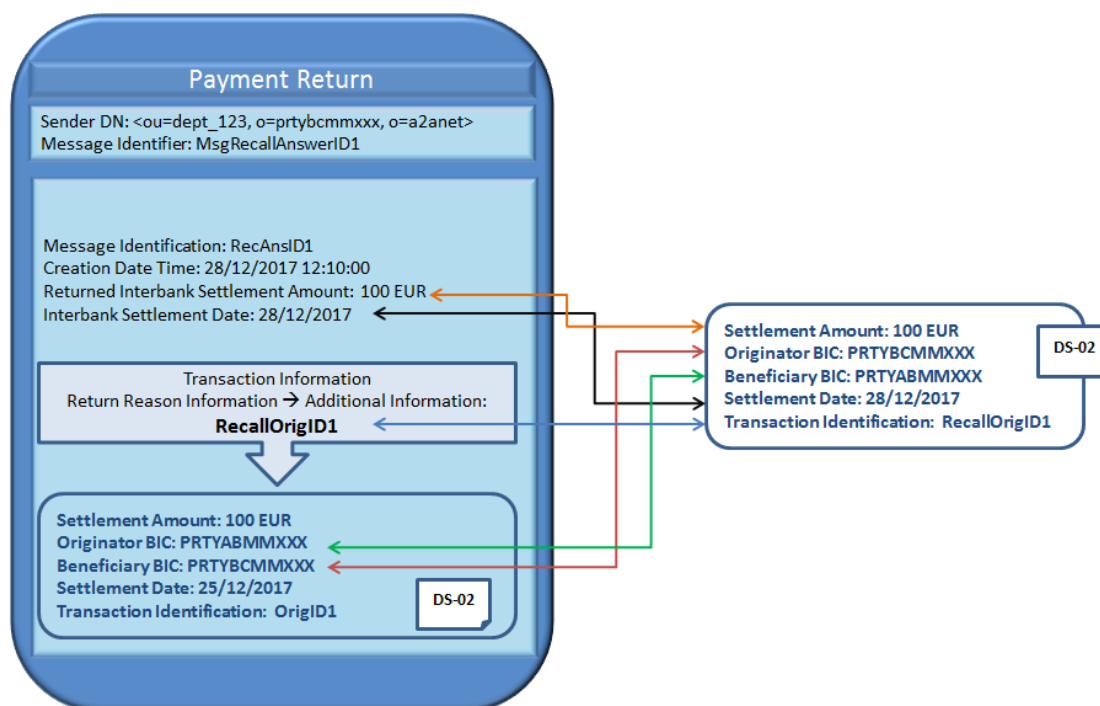 Payment Return
Sender DN: <ou=dept_123, o=prtybcmmxxx, o=a2anet>
Message Identifier: MsgRecallAnswerID1
Message Identification: RecAnsID1
Creation Date Time: 28/12/2017 12:10:00
Returned Interbank Settlement Amount: 100 EUR
Interbank Settlement Date: 28/12/2017
Transaction Information
Return Reason Information → Additional Information:
RecallOrigID1
Settlement Amount: 100 EUR
Originator BIC: PRTYABMMXXX
Beneficiary BIC: PRTYBCMMXXX
Settlement Date: 25/12/2017
Transaction Identification: OrigID1
DS-02
Settlement Amount: 100 EUR
Originator BIC: PRTYBCMMXXX
Beneficiary BIC: PRTYABMMXXX
Settlement Date: 28/12/2017
Transaction Identification: RecallOrigID1
DS-02